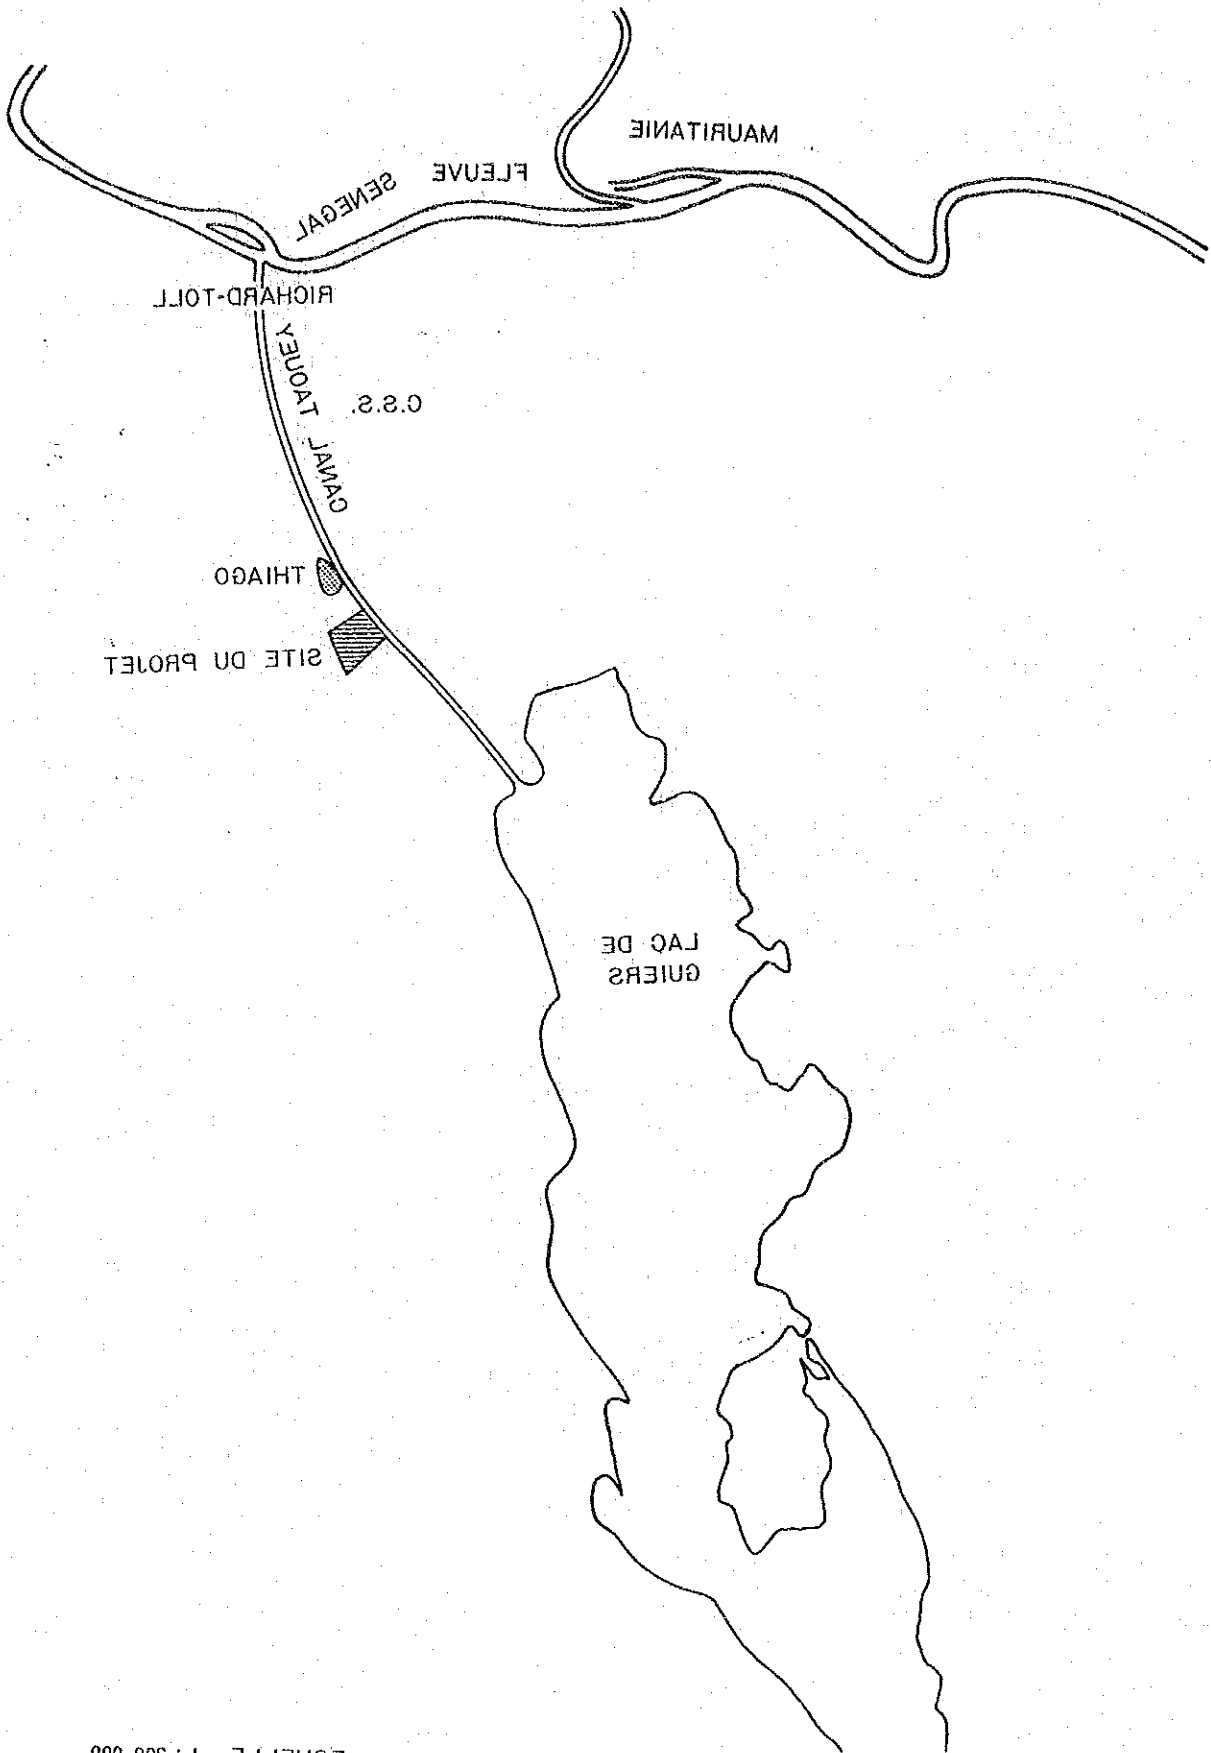 MAURITANIE
FLEUVE SENEGAL
RICHARD-TOLL
CANAL TAOUEY
C.S.S.
THIAGO
SITE DU PROJET
LAC DE
GUIERS